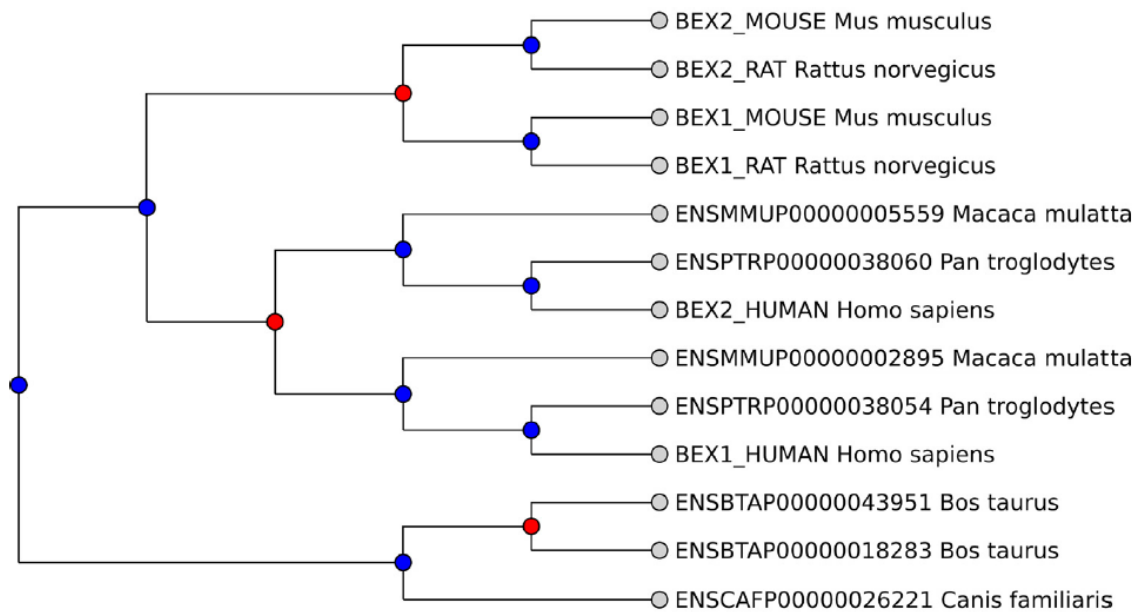 BEX2_MOUSE Mus musculus
BEX2_RAT Rattus norvegicus
BEX1_MOUSE Mus musculus
BEX1_RAT Rattus norvegicus
ENSMMUP00000005559 Macaca mulatta
ENSPTRP00000038060 Pan troglodytes
BEX2_HUMAN Homo sapiens
ENSMMUP00000002895 Macaca mulatta
ENSPTRP00000038054 Pan troglodytes
BEX1_HUMAN Homo sapiens
ENSBTAP00000043951 Bos taurus
ENSBTAP00000018283 Bos taurus
ENSCAFP00000026221 Canis familiaris